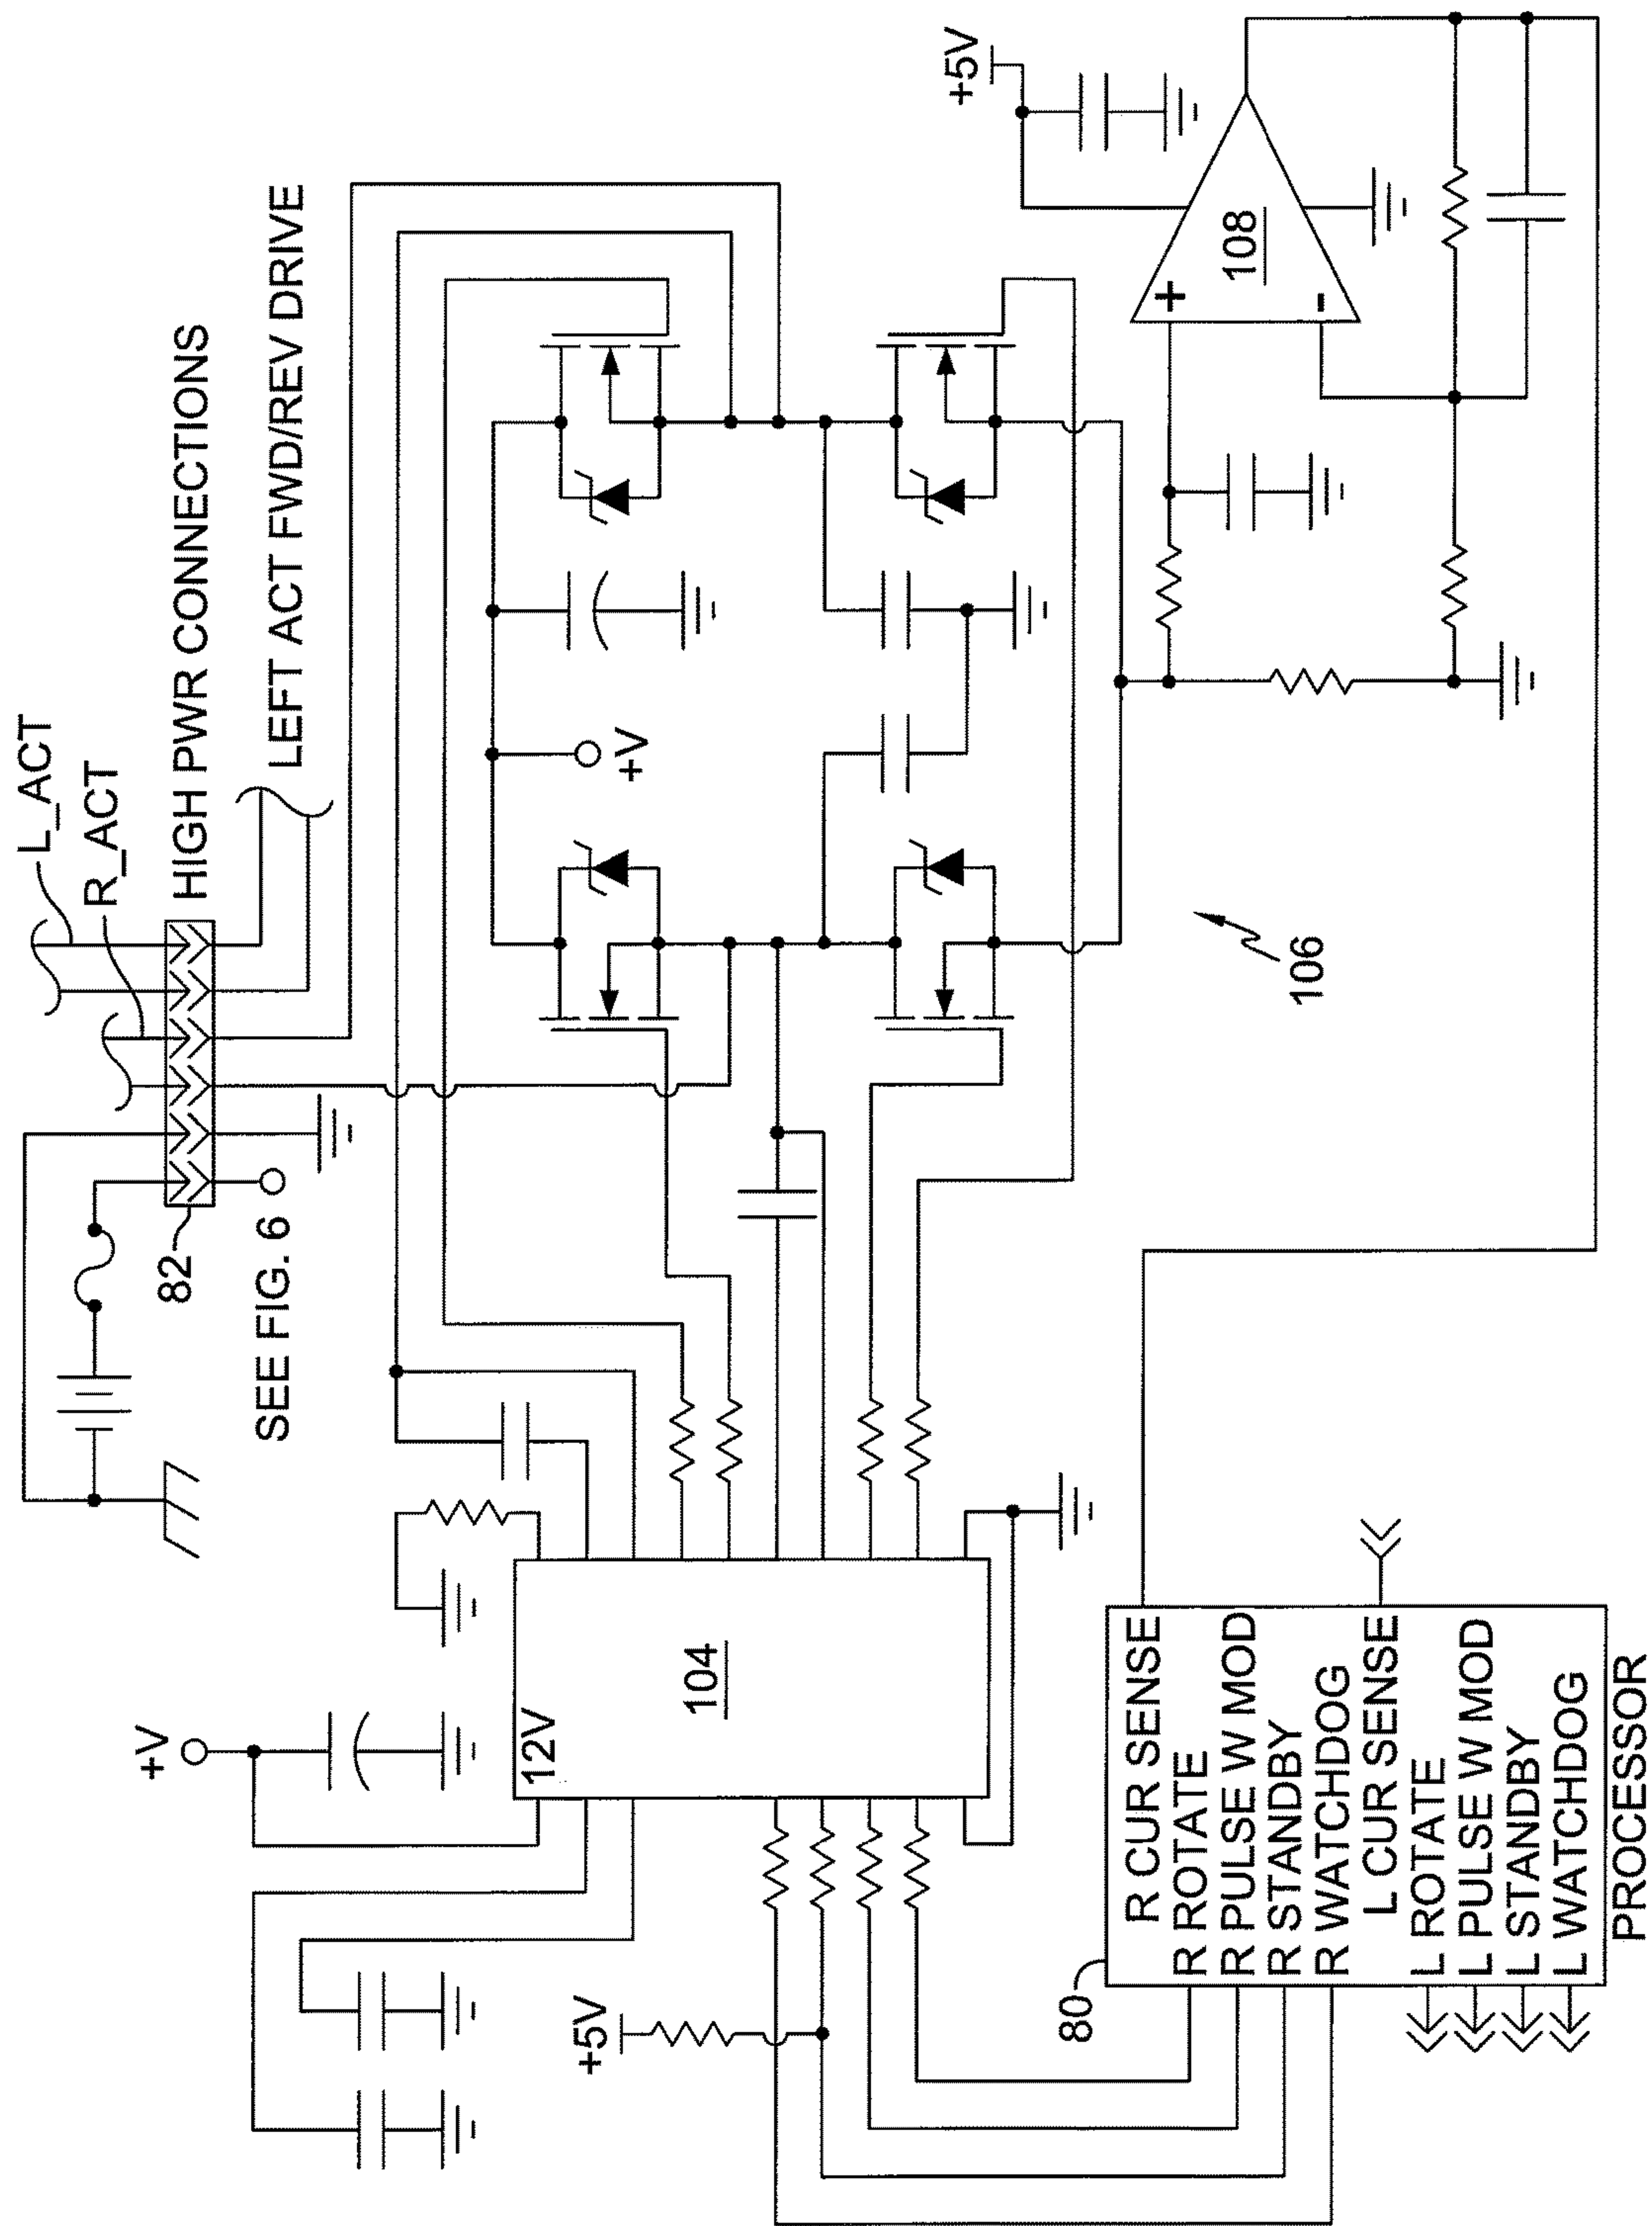 L_ACT
R_ACT
HIGH PWR CONNECTIONS
LEFT ACT FWD/REV DRIVE
82
SEE FIG. 6
+V
12V
104
+5V
+V
106
+5V
+
108
-
80
R CUR SENSE
R ROTATE
R PULSE W MOD
R STANDBY
R WATCHDOG
L CUR SENSE
L ROTATE
L PULSE W MOD
L STANDBY
L WATCHDOG
PROCESSOR